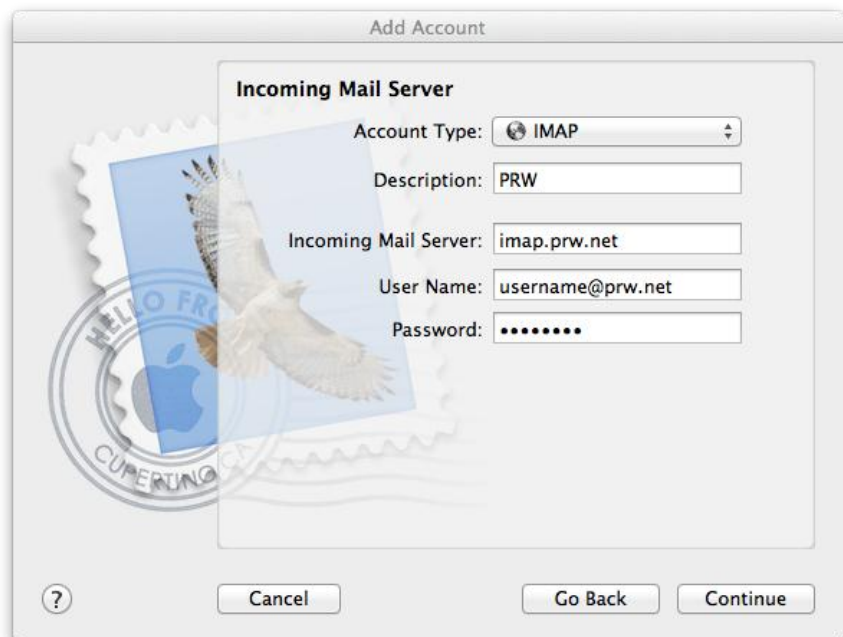 Add Account
Incoming Mail Server
Account Type: IMAP
Description: PRW
Incoming Mail Server: imap.prw.net
User Name: username@prw.net
Password: ••••••••
HELLO FRO
CUPERTINO, CA
? Cancel Go Back Continue